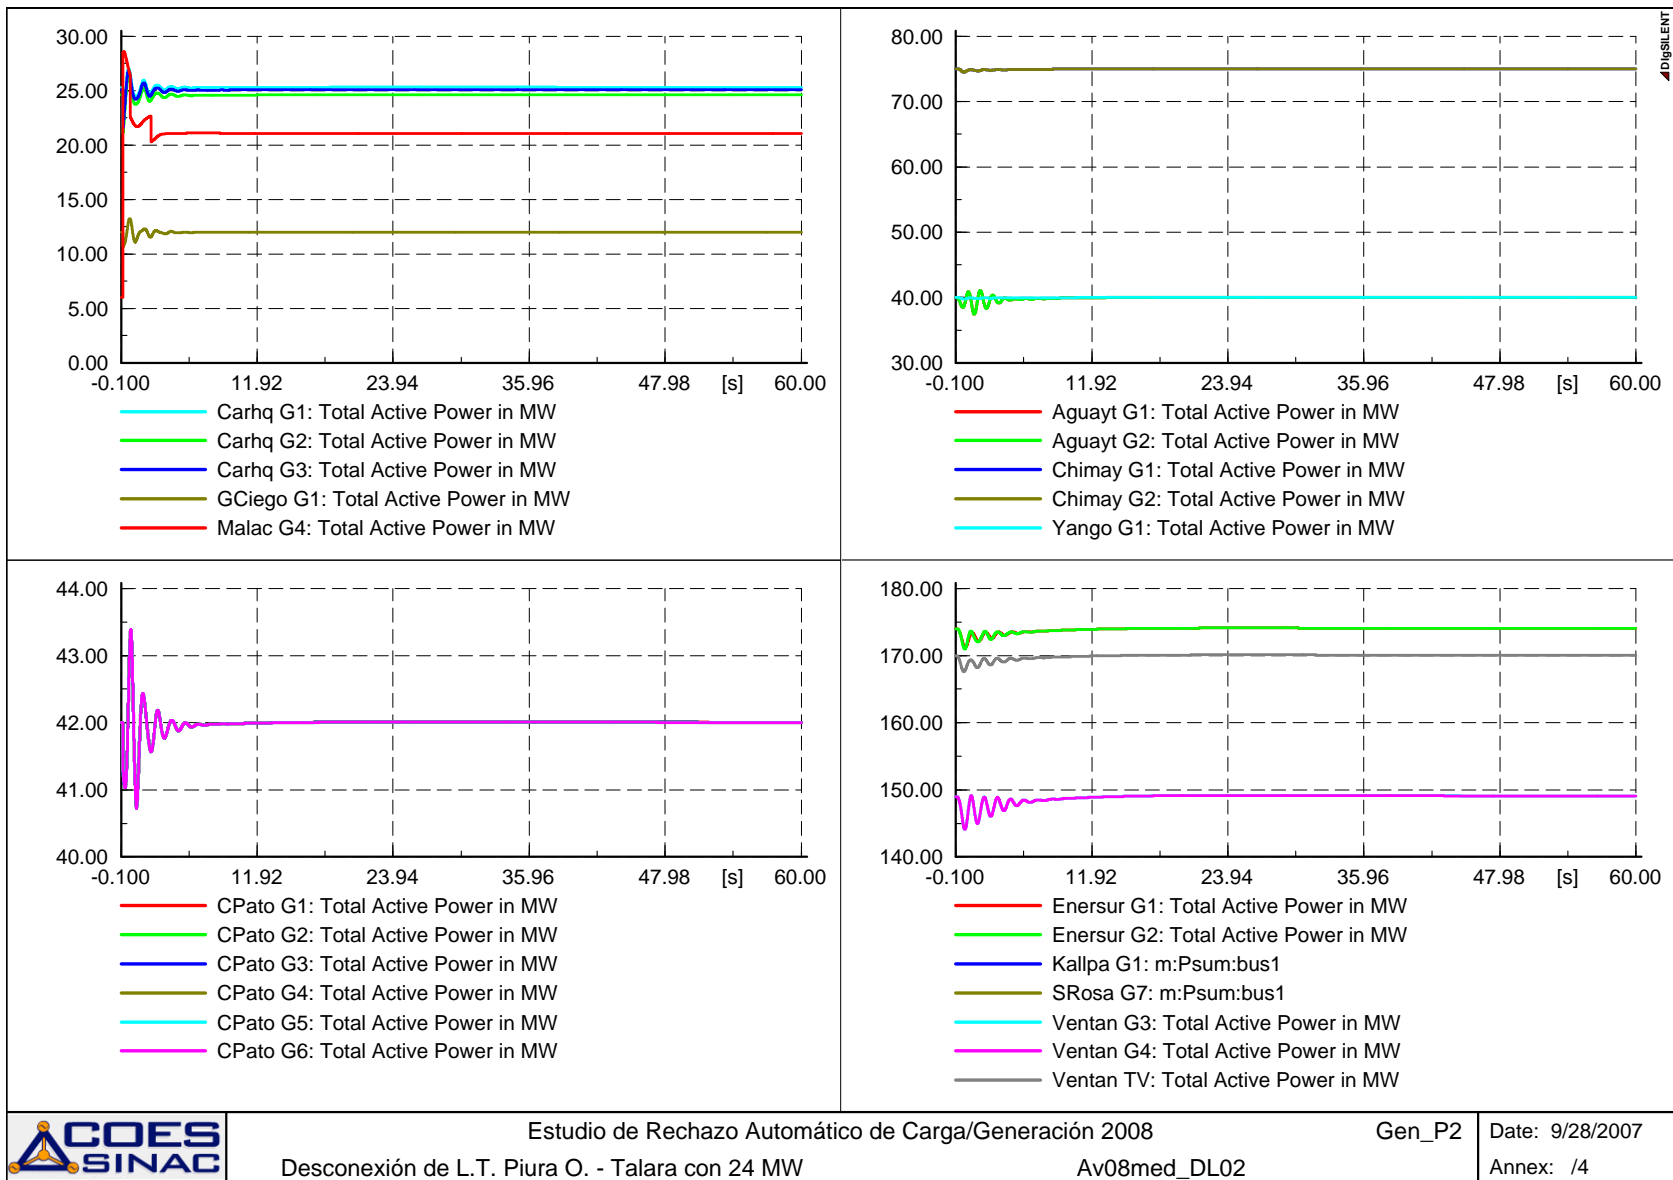 30.00
25.00
20.00
15.00
10.00
5.00
0.00
-0.100 11.92 23.94 35.96 47.98 [s] 60.00
Carhq G1: Total Active Power in MW
Carhq G2: Total Active Power in MW
Carhq G3: Total Active Power in MW
GCiego G1: Total Active Power in MW
Malac G4: Total Active Power in MW
80.00
70.00
60.00
50.00
40.00
30.00
-0.100 11.92 23.94 35.96 47.98 [s] 60.00
Aguayt G1: Total Active Power in MW
Aguayt G2: Total Active Power in MW
Chimay G1: Total Active Power in MW
Chimay G2: Total Active Power in MW
Yango G1: Total Active Power in MW
DIgSILENT
44.00
43.00
42.00
41.00
40.00
-0.100 11.92 23.94 35.96 47.98 [s] 60.00
CPato G1: Total Active Power in MW
CPato G2: Total Active Power in MW
CPato G3: Total Active Power in MW
CPato G4: Total Active Power in MW
CPato G5: Total Active Power in MW
CPato G6: Total Active Power in MW
180.00
170.00
160.00
150.00
140.00
-0.100 11.92 23.94 35.96 47.98 [s] 60.00
Enersur G1: Total Active Power in MW
Enersur G2: Total Active Power in MW
Kallpa G1: m:Psum:bus1
SRosa G7: m:Psum:bus1
Ventan G3: Total Active Power in MW
Ventan G4: Total Active Power in MW
Ventan TV: Total Active Power in MW
COES
SINAC
Estudio de Rechazo Automático de Carga/Generación 2008 Gen_P2
Desconexión de L.T. Piura O. - Talara con 24 MW Av08med_DL02
Date: 9/28/2007
Annex: /4